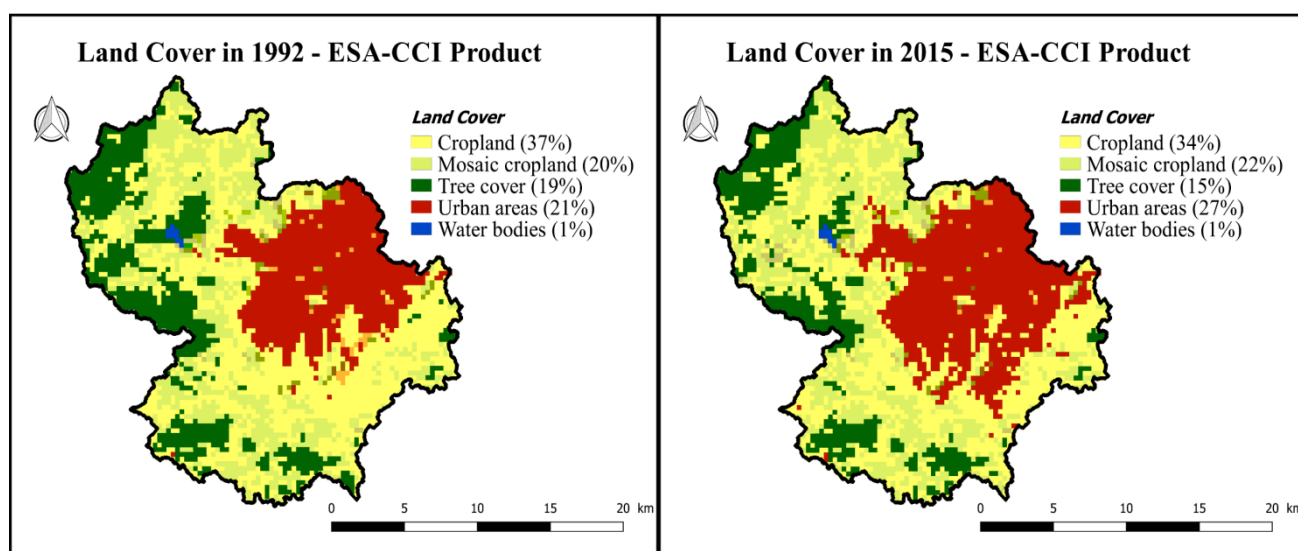 Land Cover in 1992 - ESA-CCI Product
Land Cover
Cropland (37%)
Mosaic cropland (20%)
Tree cover (19%)
Urban areas (21%)
Water bodies (1%)
0 5 10 15 20 km
Land Cover in 2015 - ESA-CCI Product
Land Cover
Cropland (34%)
Mosaic cropland (22%)
Tree cover (15%)
Urban areas (27%)
Water bodies (1%)
0 5 10 15 20 km